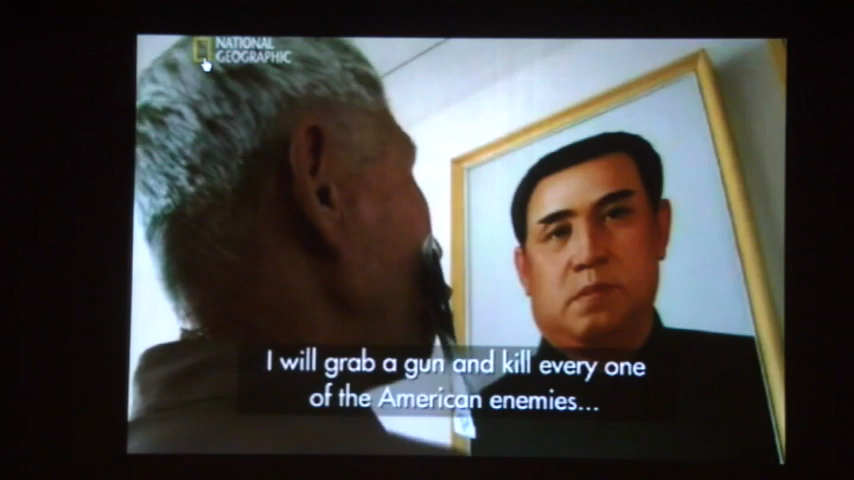 NATIONAL
GEOGRAPHIC
I will grab a gun and kill every one
of the American enemies...